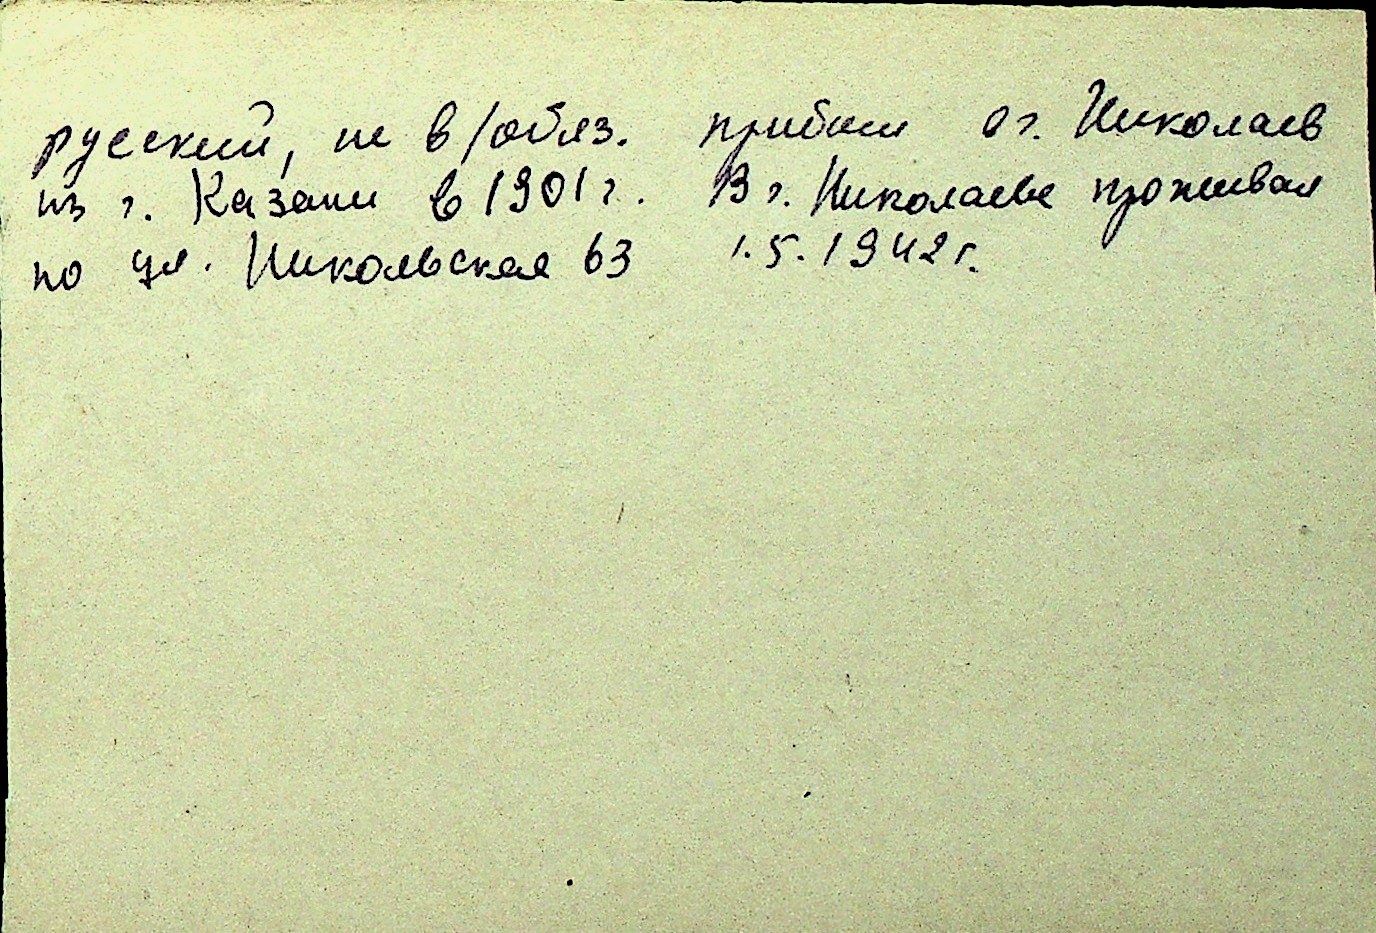 русский, не в/обяз. прибыл в г. Николаев
из г. Казани в 1901 г. В г. Николаеве проживал
по ул. Никольская 63 1.5.1942 г.